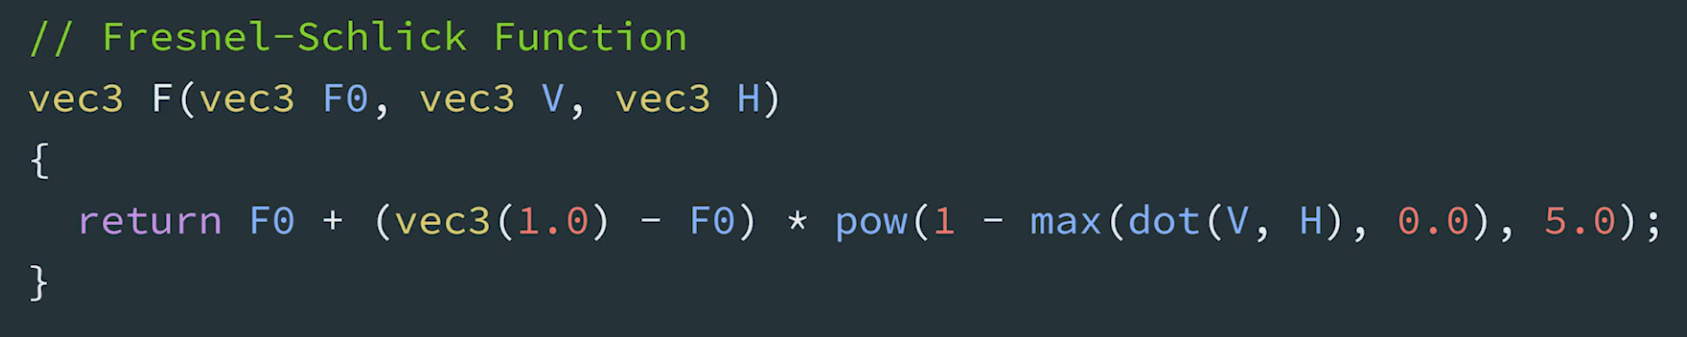 // Fresnel-Schlick Function
vec3 F(vec3 F0, vec3 V, vec3 H)
{
  return F0 + (vec3(1.0) - F0) * pow(1 - max(dot(V, H), 0.0), 5.0);
}